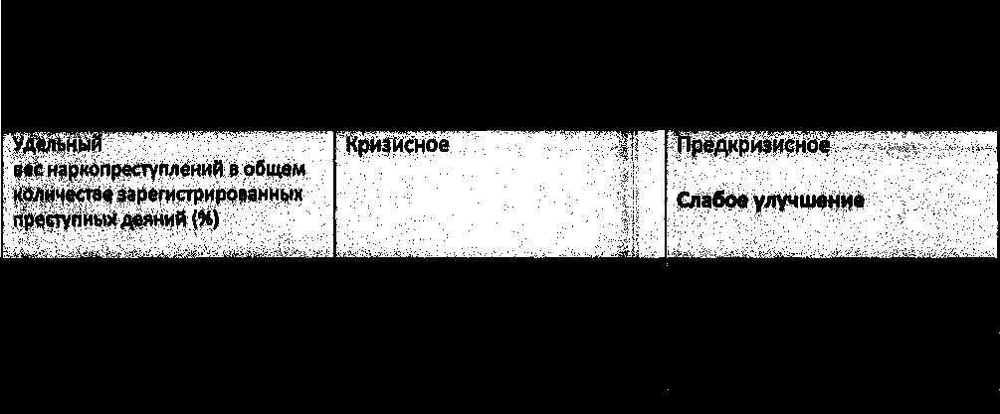 Удельный
вес наркопреступлений в общем
количестве зарегистрированных
преступных деяний (%)
Кризисное
Предкризисное
Слабое улучшение